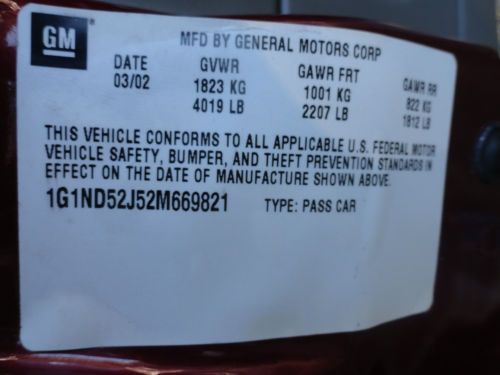 GM
MFD BY GENERAL MOTORS CORP
DATE GVWR GAWR FRT GAWR RR
03/02 1823 KG 1001 KG 822 KG
4019 LB 2207 LB 1812 LB
THIS VEHICLE CONFORMS TO ALL APPLICABLE U.S. FEDERAL MOTOR
VEHICLE SAFETY, BUMPER, AND THEFT PREVENTION STANDARDS IN
EFFECT ON THE DATE OF MANUFACTURE SHOWN ABOVE.
1G1ND52J52M669821 TYPE: PASS CAR